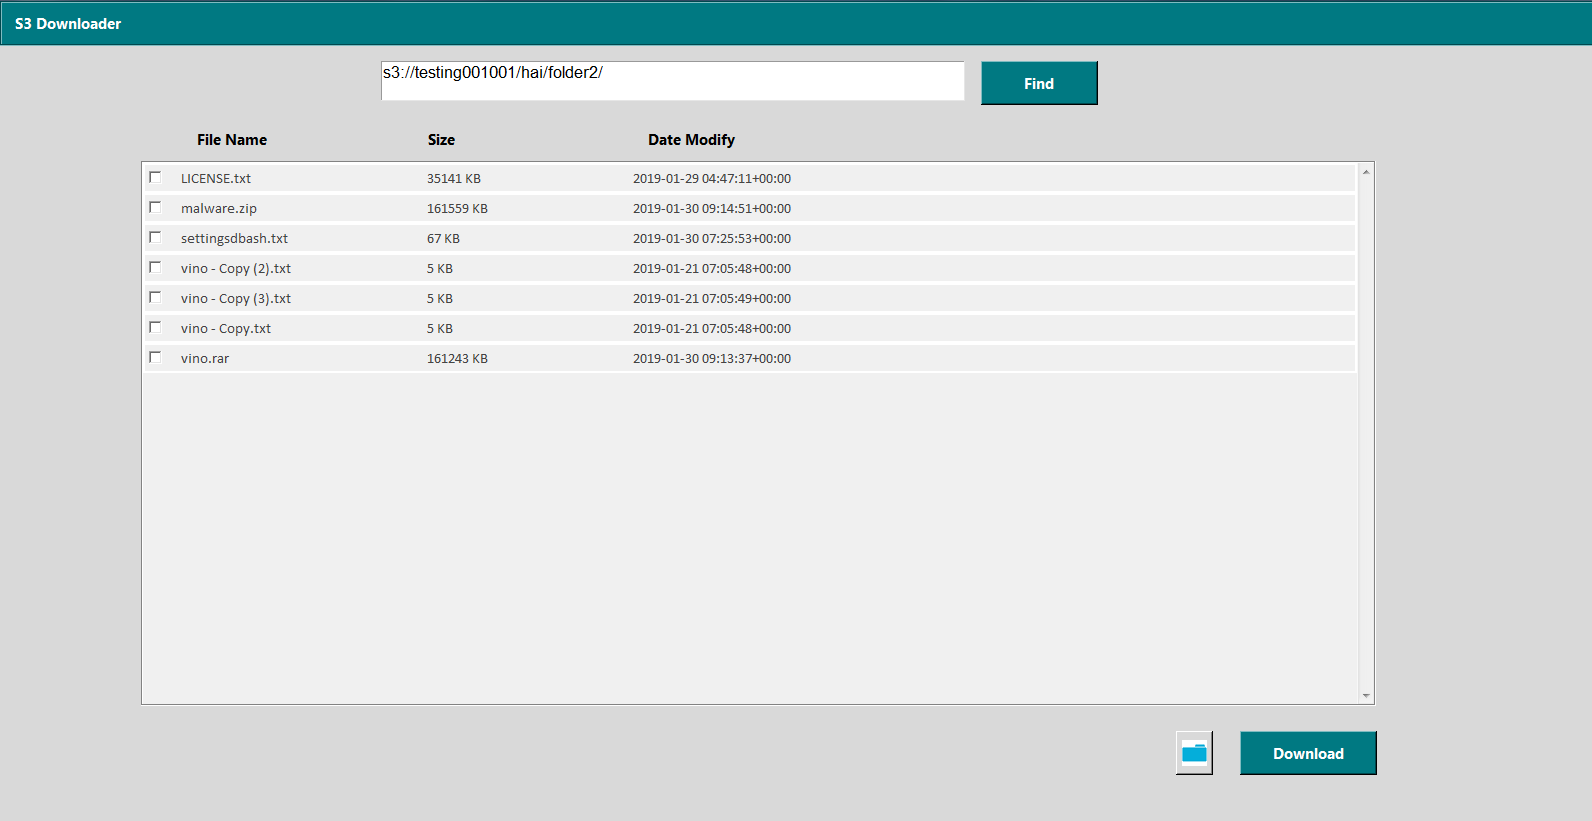 S3 Downloader
s3://testing001001/hai/folder2/
Find
File Name Size Date Modify
LICENSE.txt 35141 KB 2019-01-29 04:47:11+00:00
malware.zip 161559 KB 2019-01-30 09:14:51+00:00
settingsdbash.txt 67 KB 2019-01-30 07:25:53+00:00
vino - Copy (2).txt 5 KB 2019-01-21 07:05:48+00:00
vino - Copy (3).txt 5 KB 2019-01-21 07:05:49+00:00
vino - Copy.txt 5 KB 2019-01-21 07:05:48+00:00
vino.rar 161243 KB 2019-01-30 09:13:37+00:00
Download